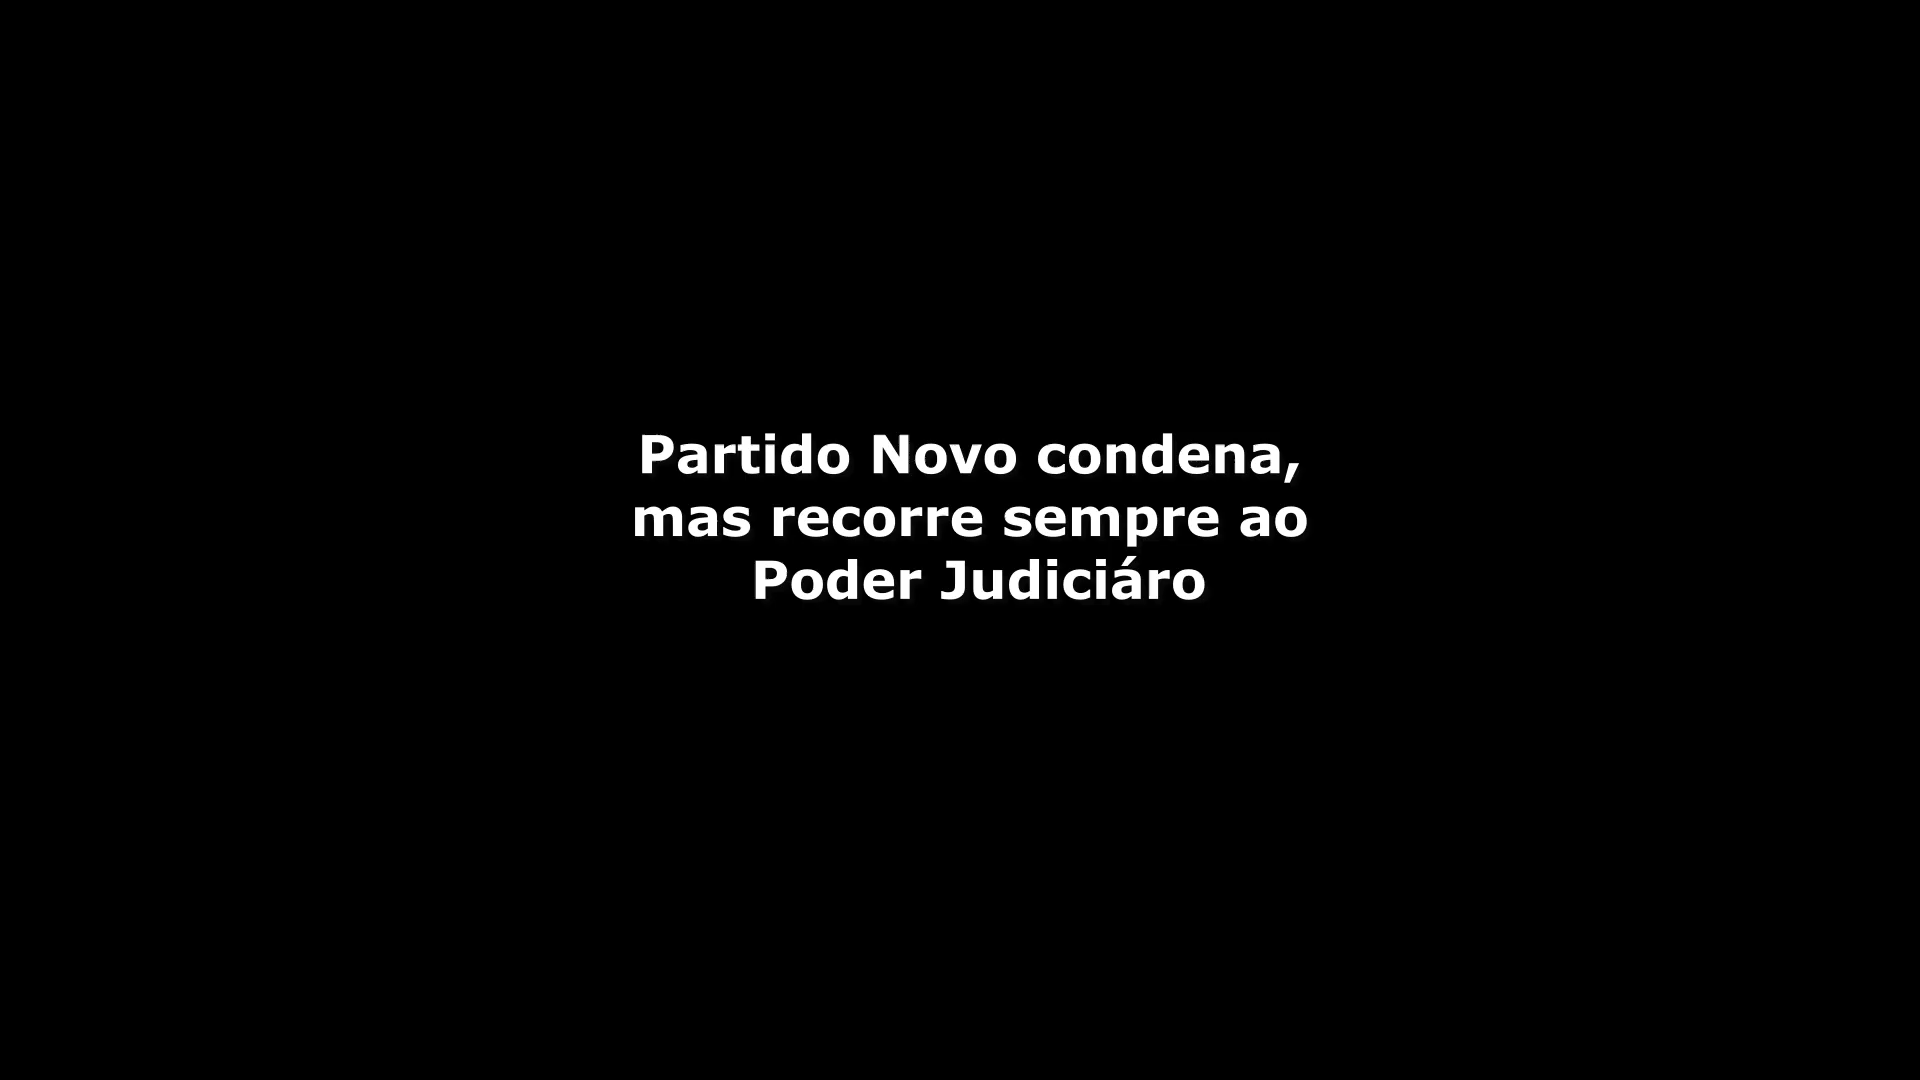 Partido Novo condena,
mas recorre sempre ao
Poder Judiciáro